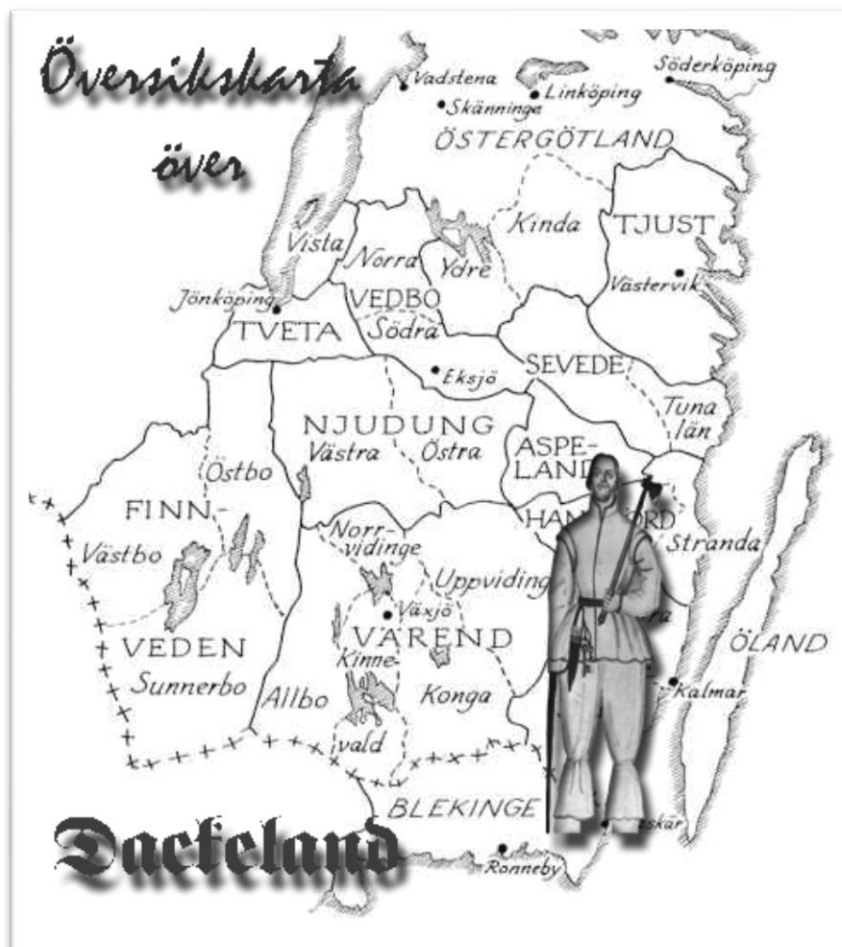 Översikskarta
över
Vadstena
Skänninge
Linköping
Söderköping
ÖSTERGÖTLAND
Vista
Norra
Ydre
Kinda
TJUST
VEDBO
Västervik
Jönköping
TVETA
Södra
Eksjö
SEVEDE
Tuna
län
NJUDUNG
Västra
Östra
ASPE-
LAND
Östbo
FINN-
Västbo
Norr-
vidinge
Stranda
Uppviding
Växjö
VÄREND
VEDEN
Sunnerbo
Kinne-
vald
Allbo
Konga
ÖLAND
Kalmar
BLEKINGE
Ronneby
Dackeland